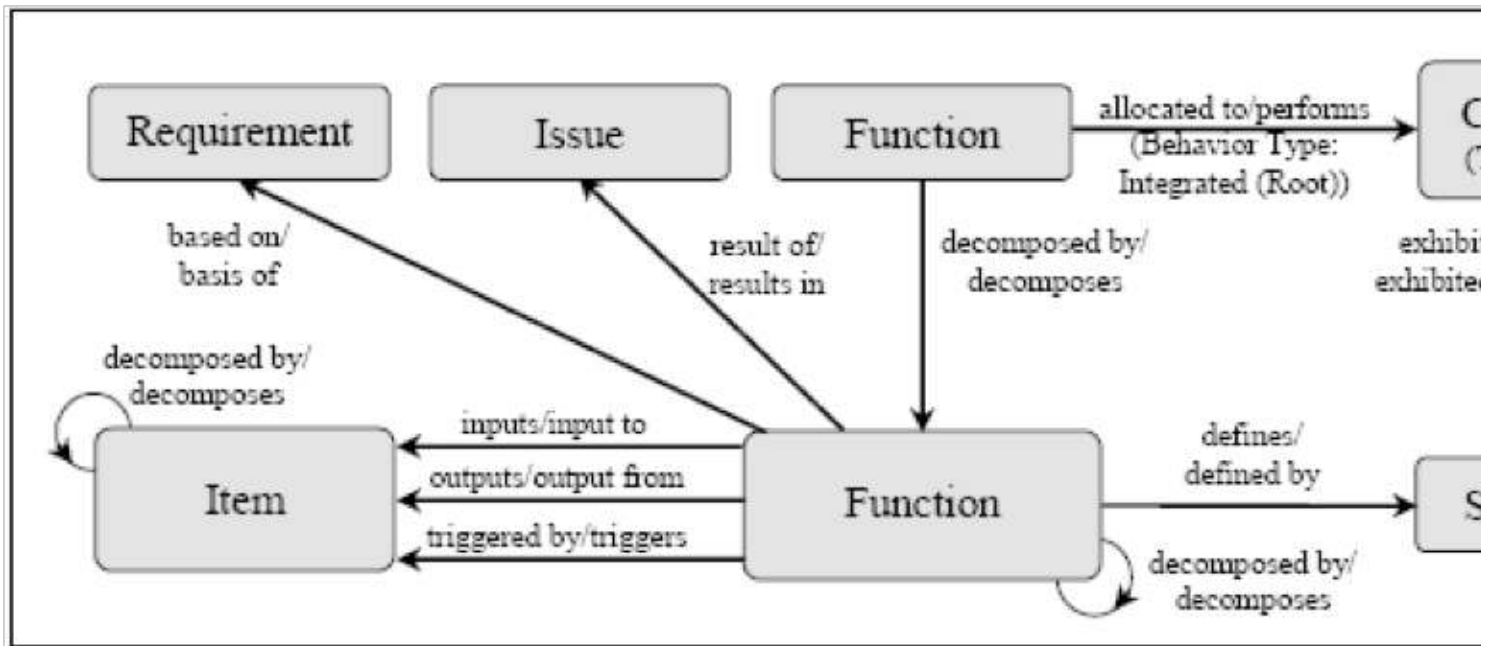 Requirement
Issue
Function
allocated to/performs
(Behavior Type:
Integrated (Root))
based on/
basis of
result of/
results in
decomposed by/
decomposes
decomposed by/
decomposes
inputs/input to
outputs/output from
triggered by/triggers
Item
Function
defines/
defined by
decomposed by/
decomposes